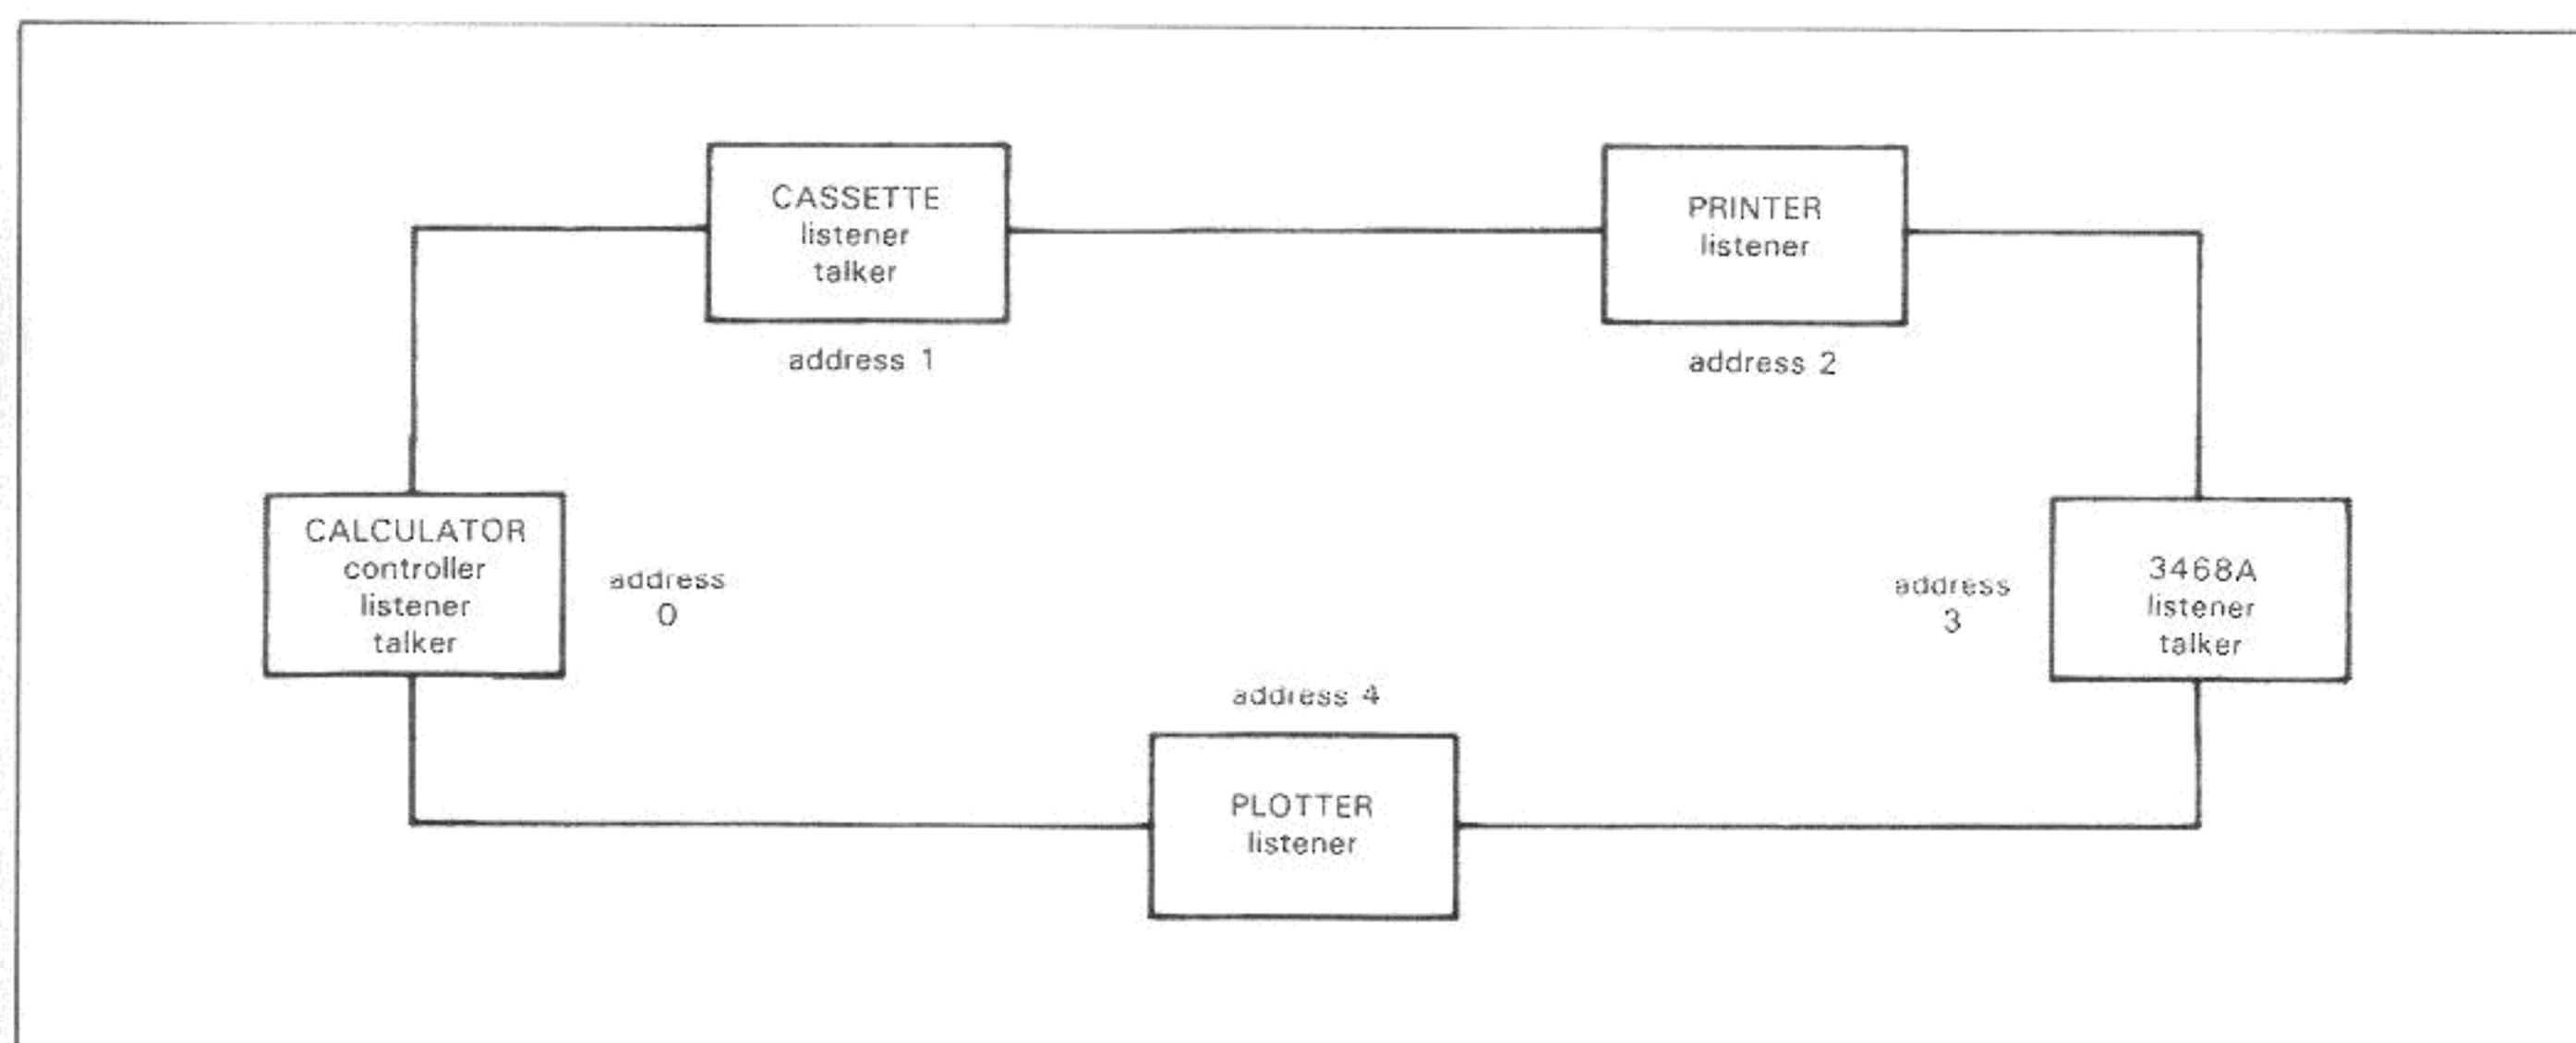 CASSETTE
listener
talker
address 1
PRINTER
listener
address 2
CALCULATOR
controller
listener
talker
address
0
address
3
3468A
listener
talker
address 4
PLOTTER
listener